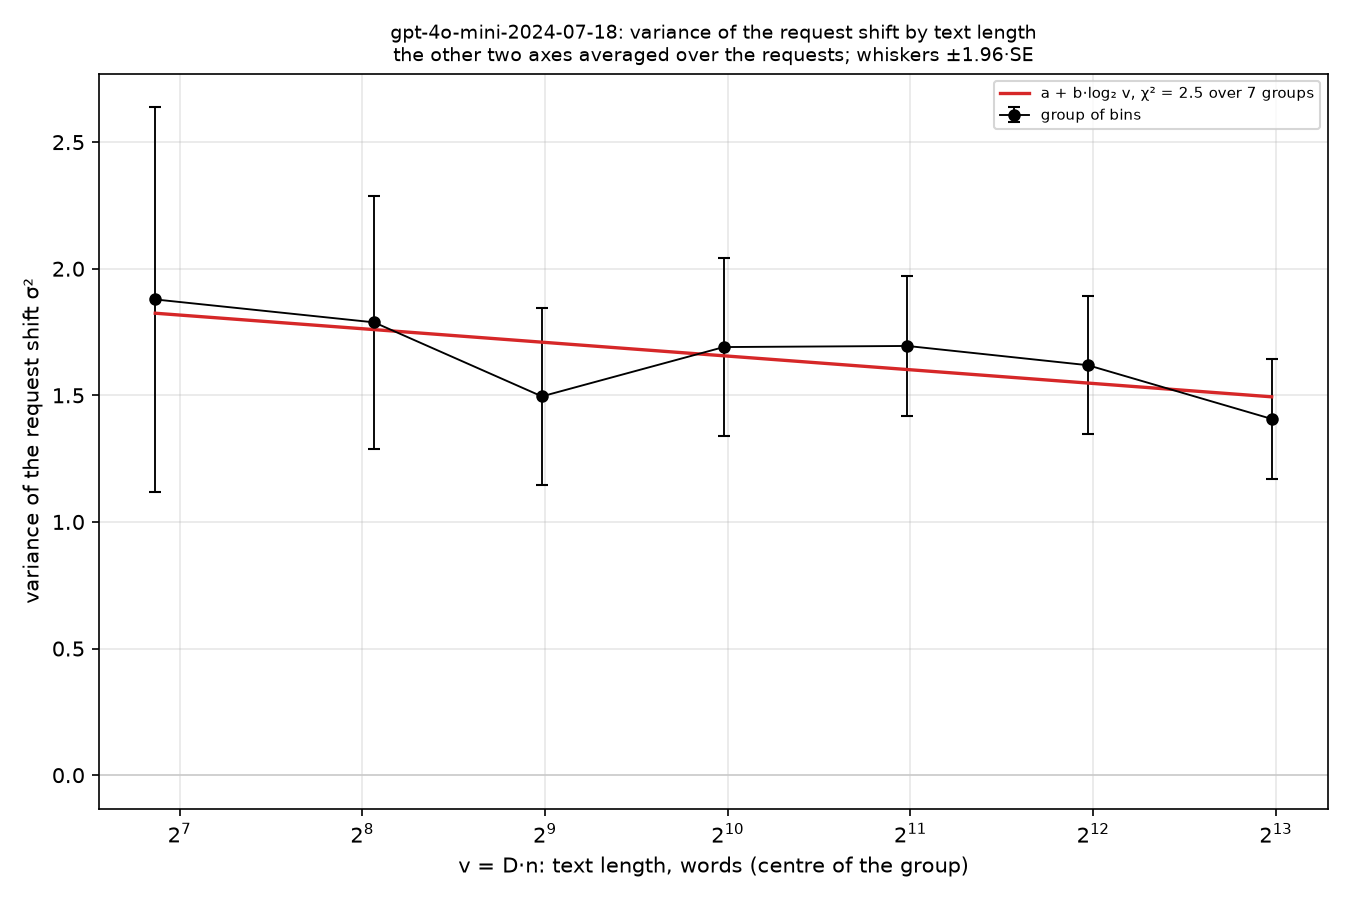 gpt-4o-mini-2024-07-18: variance of the request shift by text length
the other two axes averaged over the requests; whiskers ±1.96·SE
a + b·log₂ v, χ² = 2.5 over 7 groups
group of bins
variance of the request shift σ²
2.5
2.0
1.5
1.0
0.5
0.0
2⁷ 2⁸ 2⁹ 2¹⁰ 2¹¹ 2¹² 2¹³
v = D·n: text length, words (centre of the group)